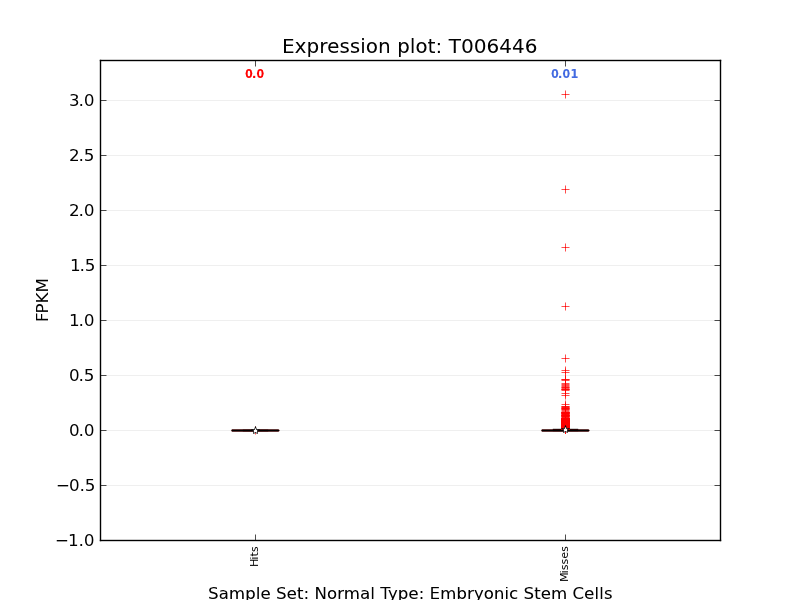 Expression plot: T006446
0.0
0.01
3.0
2.5
2.0
1.5
1.0
0.5
0.0
−0.5
−1.0
FPKM
Hits
Misses
Sample Set: Normal Type: Embryonic Stem Cells